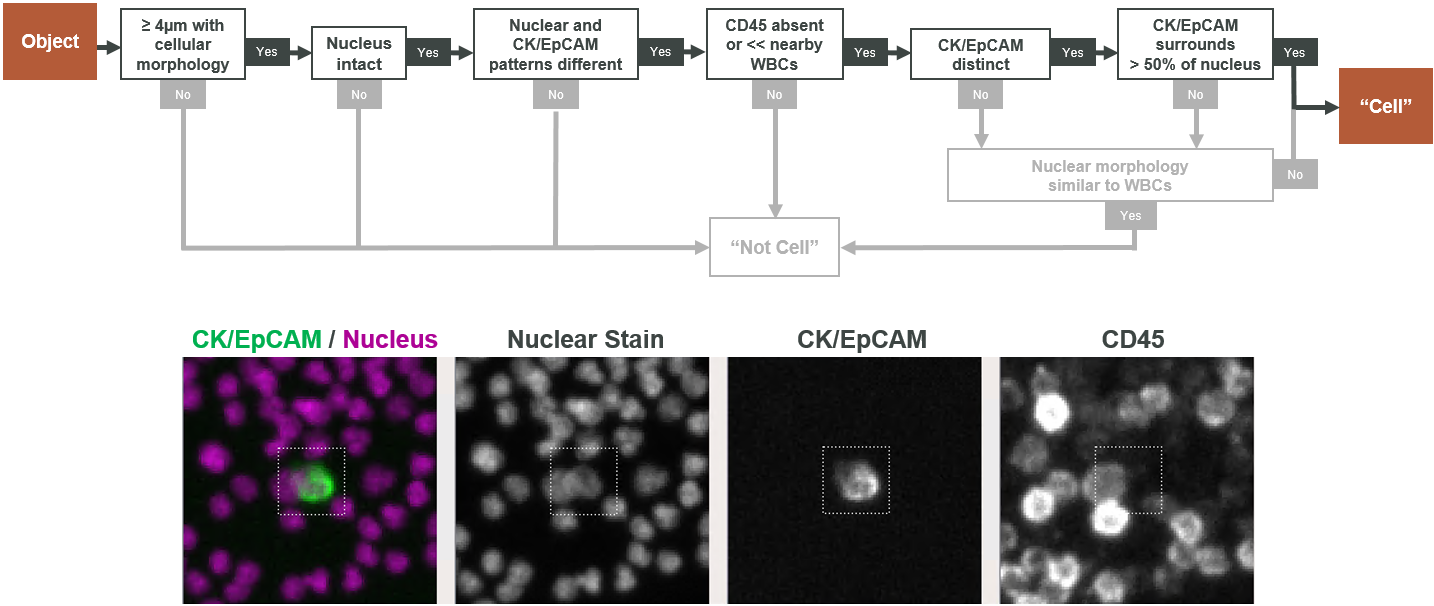 Object
≥ 4µm with
cellular
morphology
Yes
Nucleus
intact
Yes
Nuclear and
CK/EpCAM
patterns different
Yes
CD45 absent
or << nearby
WBCs
Yes
CK/EpCAM
distinct
Yes
CK/EpCAM
surrounds
> 50% of nucleus
Yes
“Cell”
No
No
No
No
No
No
Nuclear morphology
similar to WBCs
No
Yes
“Not Cell”
CK/EpCAM / Nucleus
Nuclear Stain
CK/EpCAM
CD45